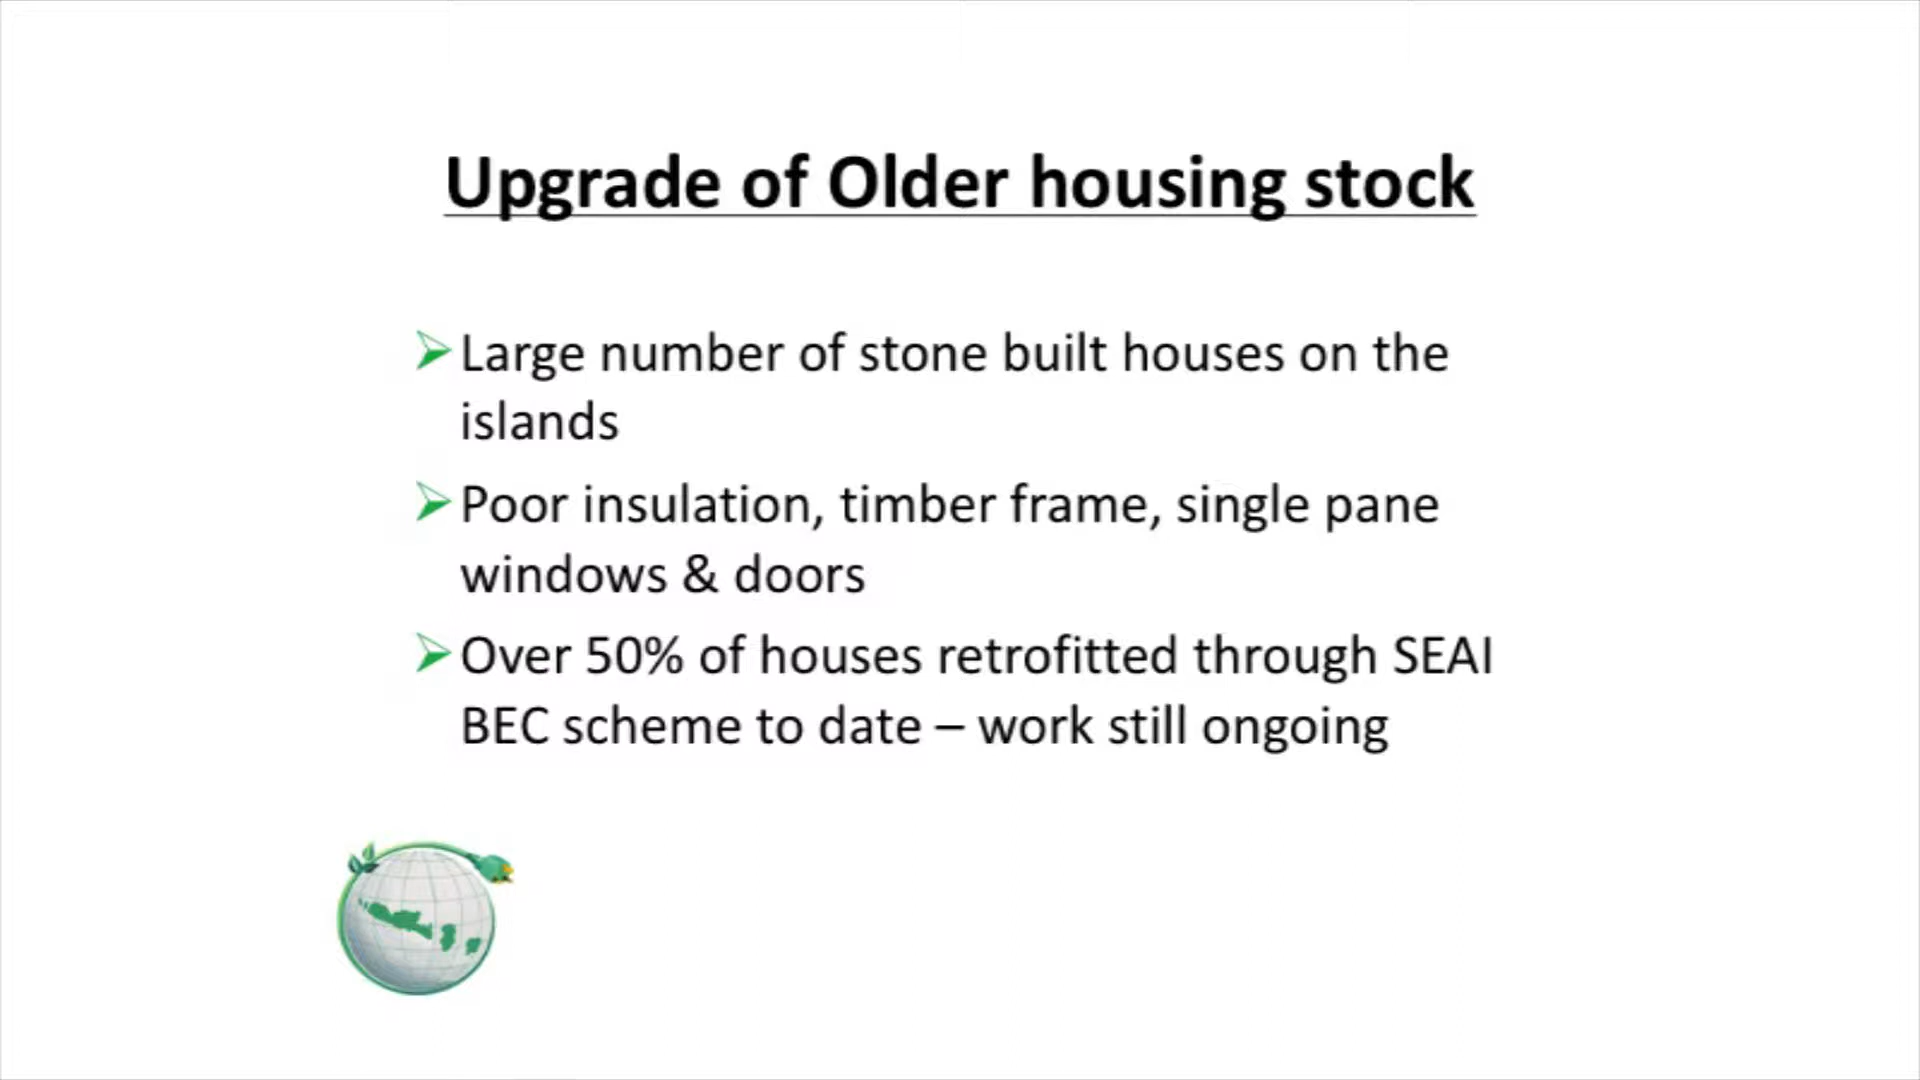 Upgrade of Older housing stock
Large number of stone built houses on the
islands
Poor insulation, timber frame, single pane
windows & doors
Over 50% of houses retrofitted through SEAI
BEC scheme to date – work still ongoing